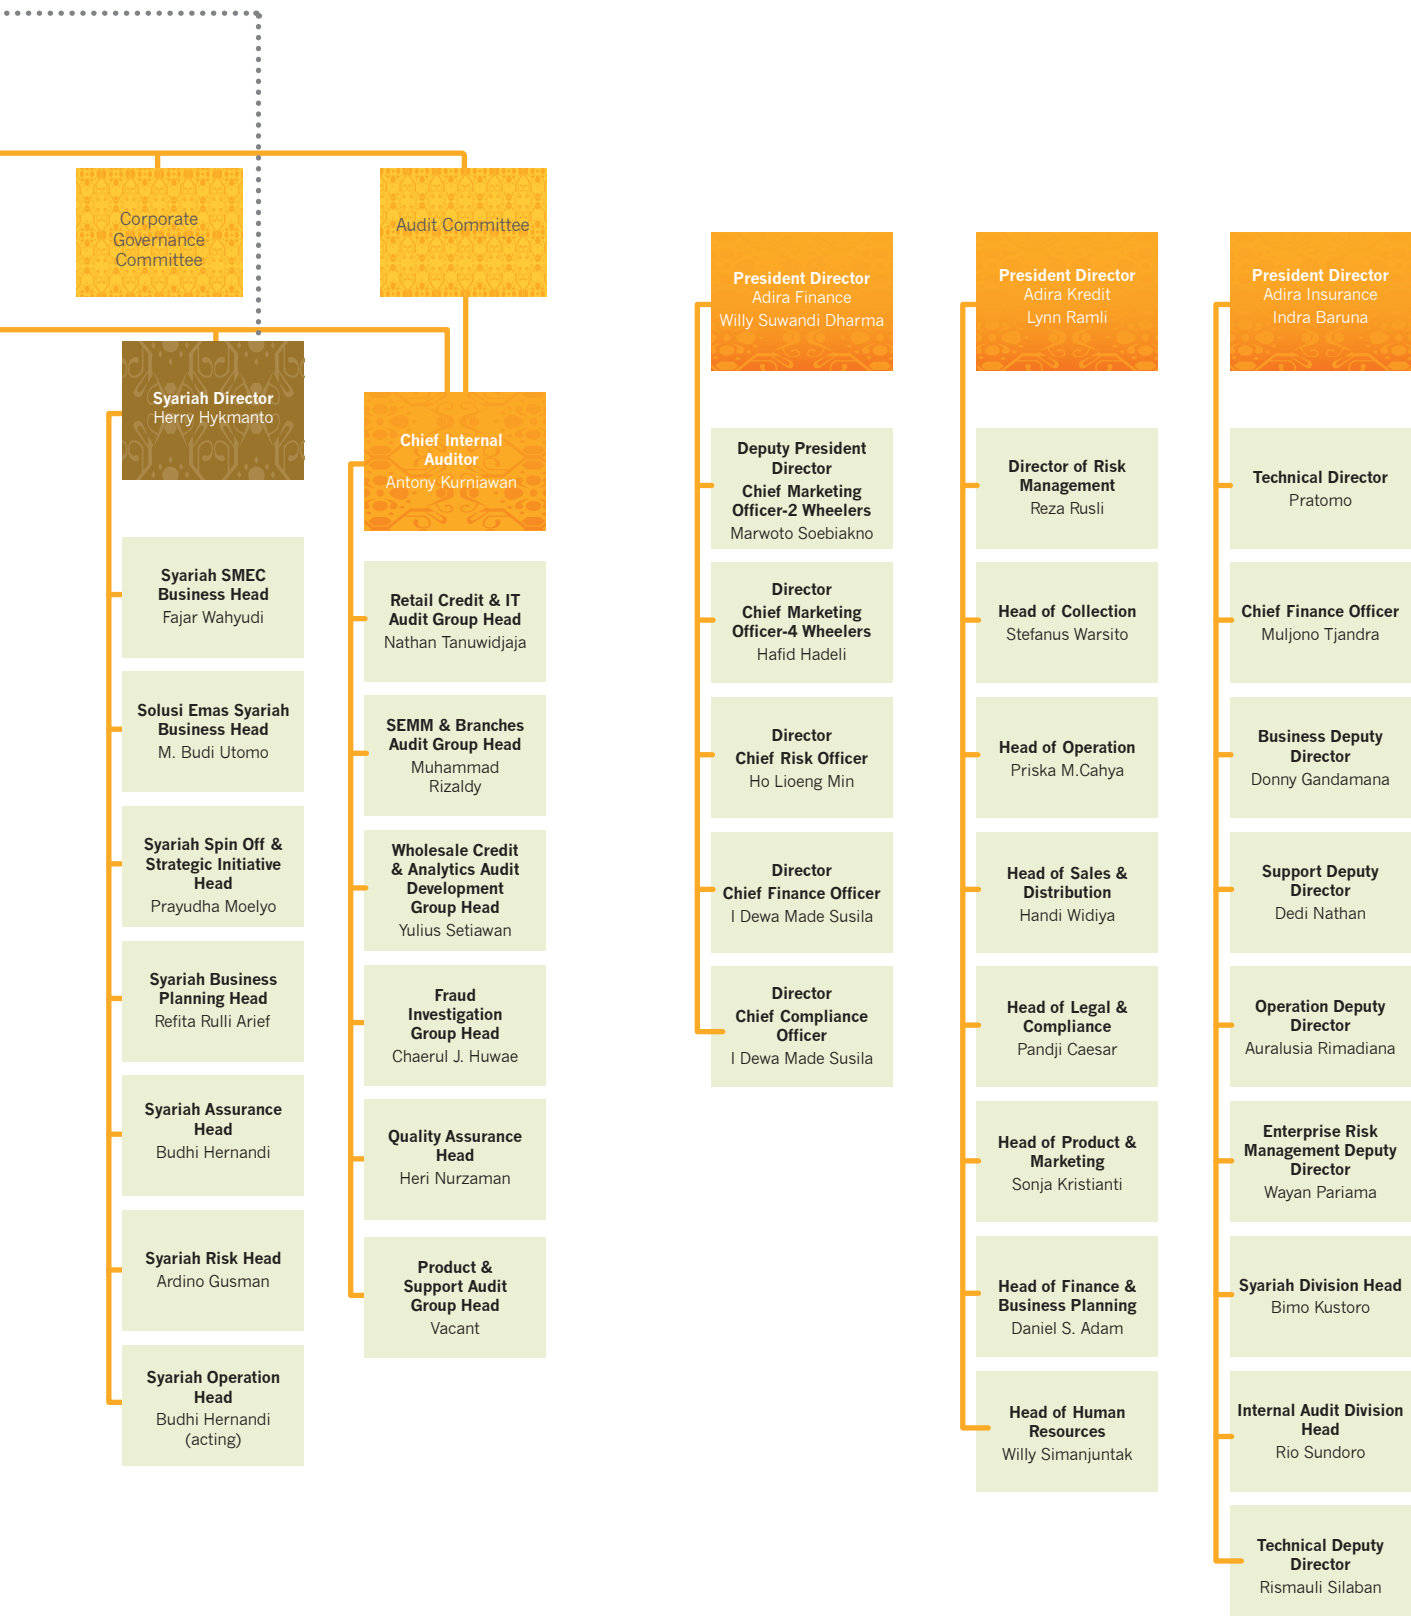 Corporate
Governance
Committee
Audit Committee
Syariah Director
Herry Hykmanto
Syariah SMEC
Business Head
Fajar Wahyudi
Solusi Emas Syariah
Business Head
M. Budi Utomo
Syariah Spin Off &
Strategic Initiative
Head
Prayudha Moelyo
Syariah Business
Planning Head
Refita Rulli Arief
Syariah Assurance
Head
Budhi Hernandi
Syariah Risk Head
Ardino Gusman
Syariah Operation
Head
Budhi Hernandi
(acting)
Chief Internal
Auditor
Antony Kurniawan
Retail Credit & IT
Audit Group Head
Nathan Tanuwidjaja
SEMM & Branches
Audit Group Head
Muhammad
Rizaldy
Wholesale Credit
& Analytics Audit
Development
Group Head
Yulius Setiawan
Fraud
Investigation
Group Head
Chaerul J. Huwae
Quality Assurance
Head
Heri Nurzaman
Product &
Support Audit
Group Head
Vacant
President Director
Adira Finance
Willy Suwandi Dharma
Deputy President
Director
Chief Marketing
Officer-2 Wheelers
Marwoto Soebiakno
Director
Chief Marketing
Officer-4 Wheelers
Hafid Hadeli
Director
Chief Risk Officer
Ho Lioeng Min
Director
Chief Finance Officer
I Dewa Made Susila
Director
Chief Compliance
Officer
I Dewa Made Susila
President Director
Adira Kredit
Lynn Ramli
Director of Risk
Management
Reza Rusli
Head of Collection
Stefanus Warsito
Head of Operation
Priska M.Cahya
Head of Sales &
Distribution
Handi Widiya
Head of Legal &
Compliance
Pandji Caesar
Head of Product &
Marketing
Sonja Kristianti
Head of Finance &
Business Planning
Daniel S. Adam
Head of Human
Resources
Willy Simanjuntak
President Director
Adira Insurance
Indra Baruna
Technical Director
Pratomo
Chief Finance Officer
Muljono Tjandra
Business Deputy
Director
Donny Gandamana
Support Deputy
Director
Dedi Nathan
Operation Deputy
Director
Auralusia Rimadiana
Enterprise Risk
Management Deputy
Director
Wayan Pariama
Syariah Division Head
Bimo Kustoro
Internal Audit Division
Head
Rio Sundoro
Technical Deputy
Director
Rismauli Silaban